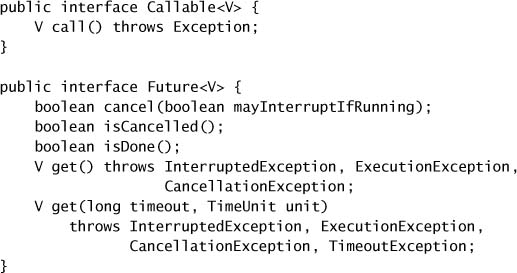 public interface Callable<V> {
    V call() throws Exception;
}

public interface Future<V> {
    boolean cancel(boolean mayInterruptIfRunning);
    boolean isCancelled();
    boolean isDone();
    V get() throws InterruptedException, ExecutionException,
                   CancellationException;
    V get(long timeout, TimeUnit unit)
        throws InterruptedException, ExecutionException,
               CancellationException, TimeoutException;
}